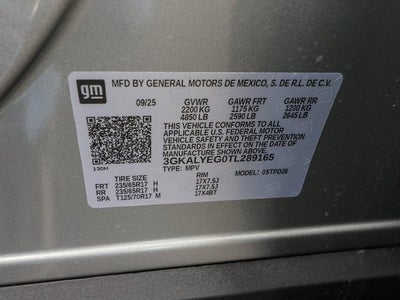 gm
MFD BY GENERAL MOTORS DE MEXICO, S. DE R.L. DE C.V.
09/25 GVWR GAWR FRT GAWR RR
2200 KG 1175 KG 1200 KG
4850 LB 2590 LB 2645 LB
THIS VEHICLE CONFORMS TO ALL
APPLICABLE U.S. FEDERAL MOTOR
VEHICLE SAFETY AND THEFT PREVENTION
STANDARDS IN EFFECT ON THE DATE OF
MANUFACTURE SHOWN ABOVE.
3GKALYEG0TL289165
TYPE: MPV
130H
TIRE SIZE RIM
FRT 235/65R17 H 17X7.5J
RR 235/65R17 H 17X7.5J
SPA T125/70R17 M 17X4BT
05TPD26